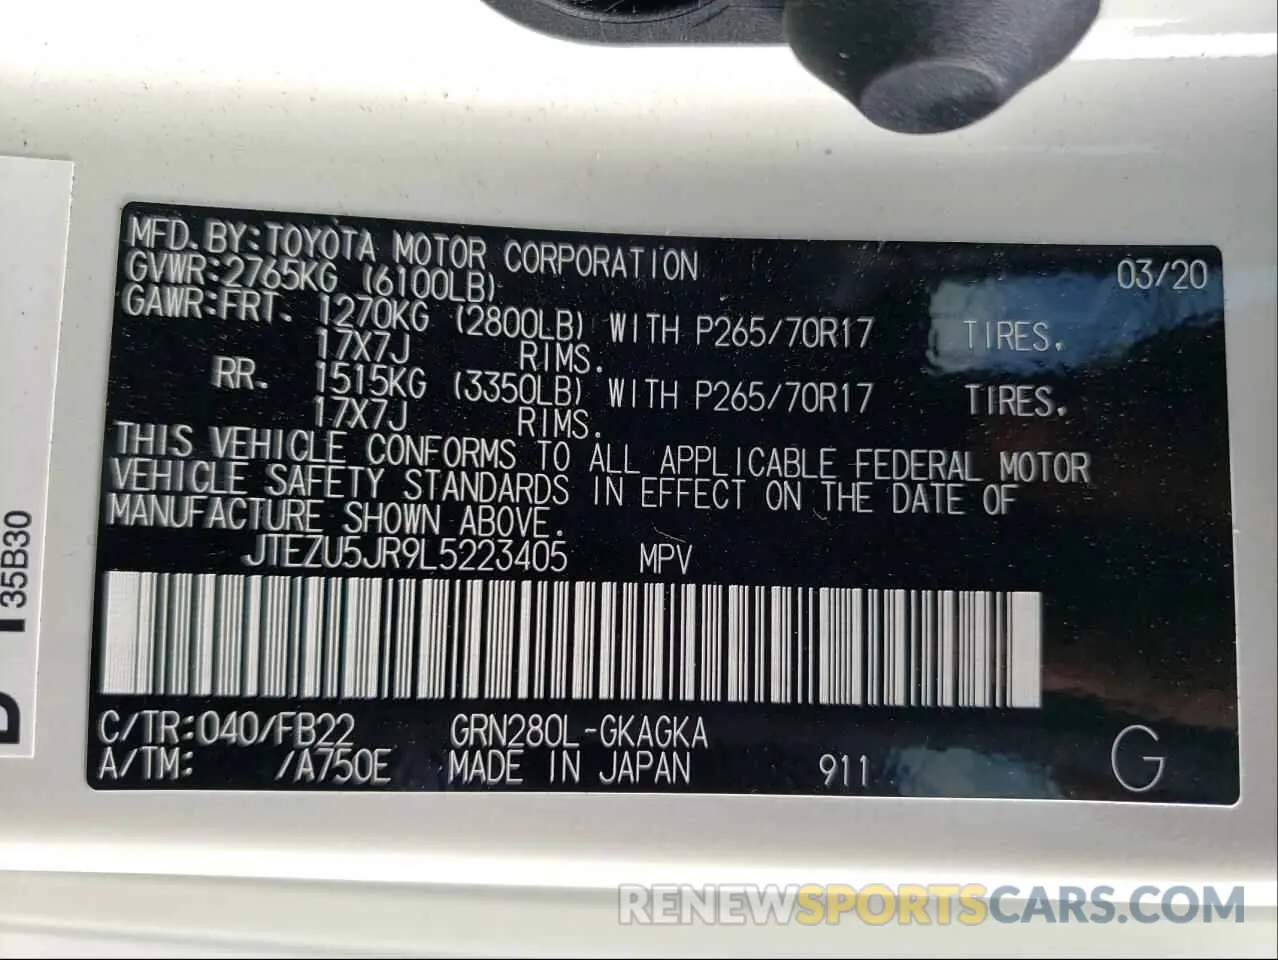 MFD.BY:TOYOTA MOTOR CORPORATION 03/20
GVWR:2765KG (6100LB)
GAWR:FRT. 1270KG (2800LB) WITH P265/70R17 TIRES.
17X7J RIMS.
RR. 1515KG (3350LB) WITH P265/70R17 TIRES.
17X7J RIMS.
THIS VEHICLE CONFORMS TO ALL APPLICABLE FEDERAL MOTOR
VEHICLE SAFETY STANDARDS IN EFFECT ON THE DATE OF
MANUFACTURE SHOWN ABOVE.
JTEZU5JR9L5223405 MPV
C/TR:040/FB22 GRN280L-GKAGKA
A/TM: /A750E MADE IN JAPAN 911 G
35B30
RENEWSPORTSCARS.COM